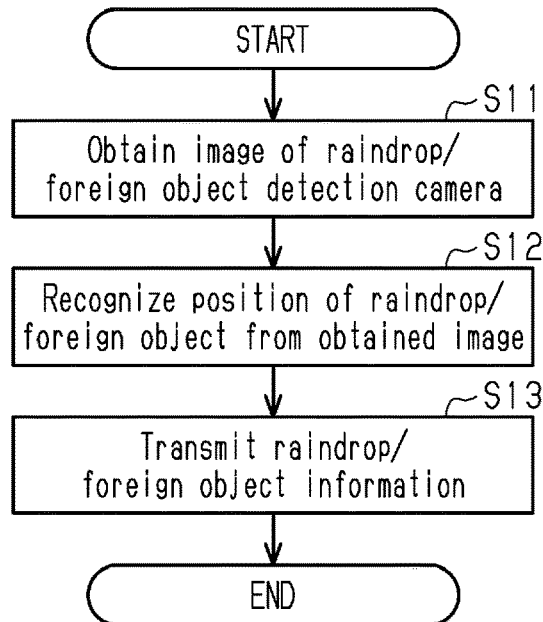 START
S11
Obtain image of raindrop/
foreign object detection camera
S12
Recognize position of raindrop/
foreign object from obtained image
S13
Transmit raindrop/
foreign object information
END